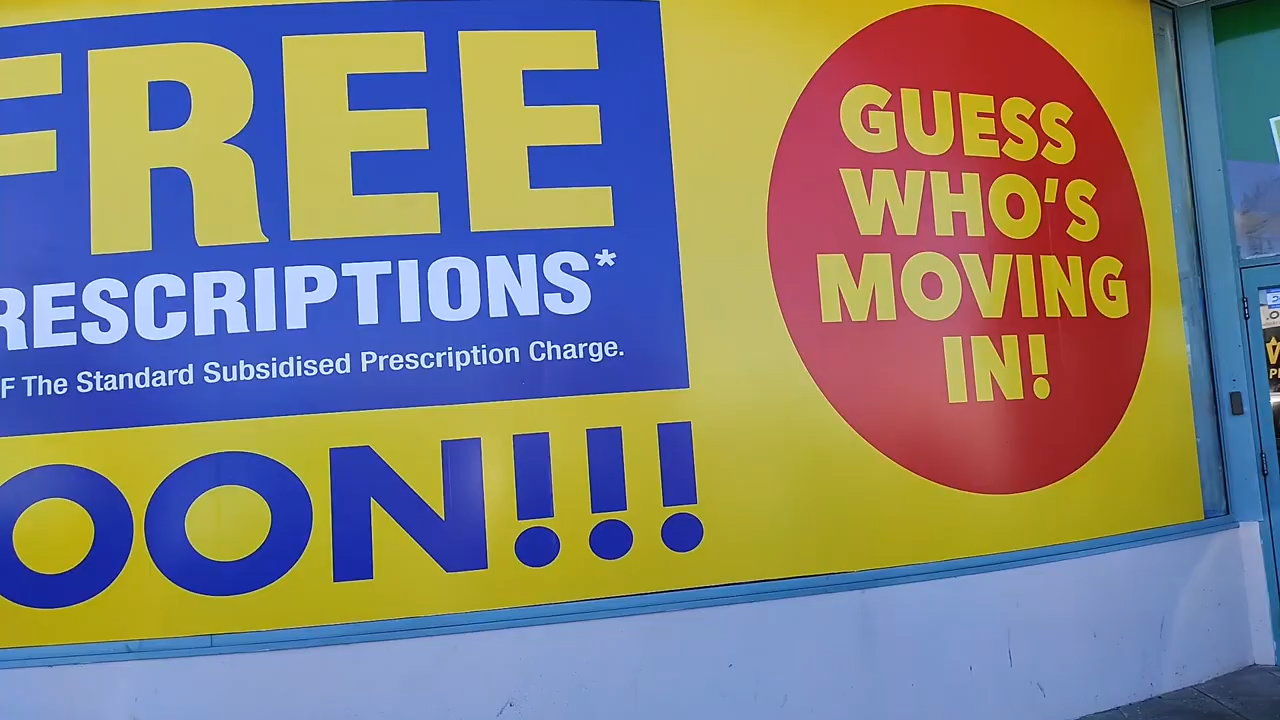 FREE
RESCRIPTIONS*
F The Standard Subsidised Prescription Charge.
OON!!!
GUESS
WHO'S
MOVING
IN!